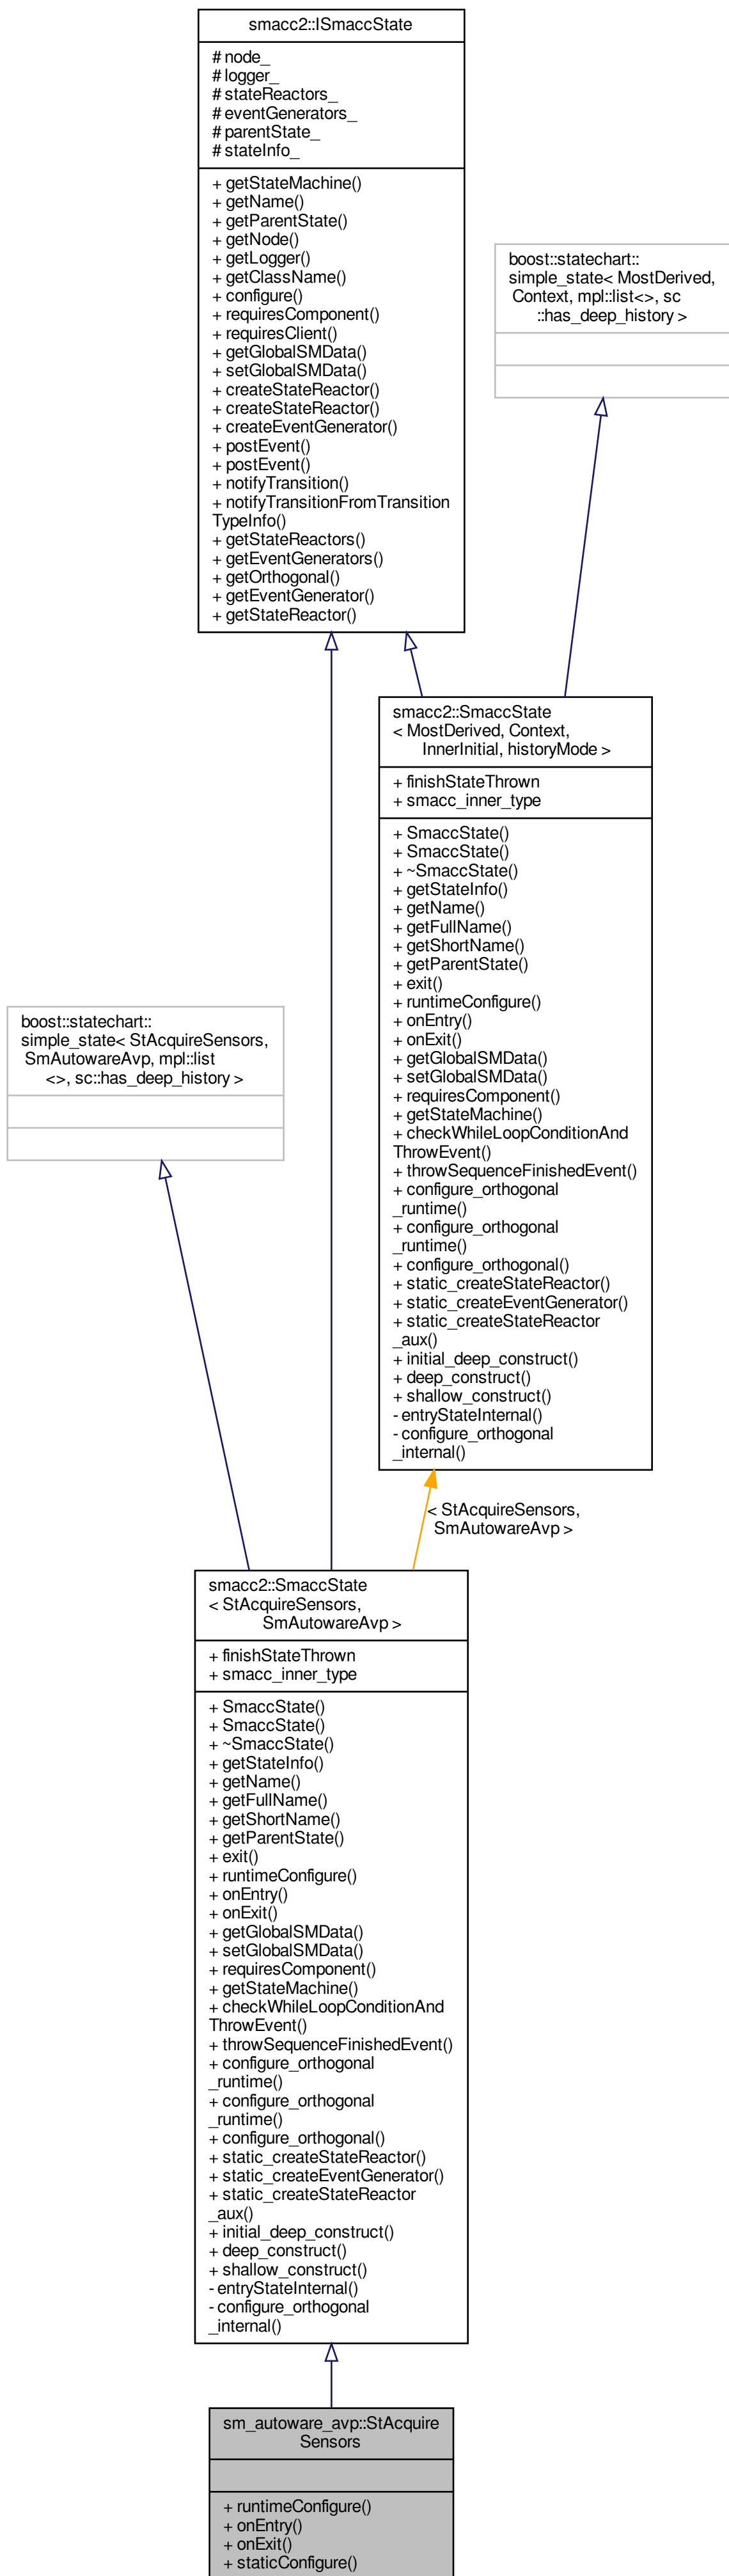 smacc2::ISmaccState
# node_
# logger_
# stateReactors_
# eventGenerators_
# parentState_
# stateInfo_
+ getStateMachine()
+ getName()
+ getParentState()
+ getNode()
+ getLogger()
+ getClassName()
+ configure()
+ requiresComponent()
+ requiresClient()
+ getGlobalSMData()
+ setGlobalSMData()
+ createStateReactor()
+ createStateReactor()
+ createEventGenerator()
+ postEvent()
+ postEvent()
+ notifyTransition()
+ notifyTransitionFromTransition
TypeInfo()
+ getStateReactors()
+ getEventGenerators()
+ getOrthogonal()
+ getEventGenerator()
+ getStateReactor()
boost::statechart::
simple_state< MostDerived,
Context, mpl::list<>, sc
::has_deep_history >
smacc2::SmaccState
< MostDerived, Context,
InnerInitial, historyMode >
+ finishStateThrown
+ smacc_inner_type
+ SmaccState()
+ SmaccState()
+ ~SmaccState()
+ getStateInfo()
+ getName()
+ getFullName()
+ getShortName()
+ getParentState()
+ exit()
+ runtimeConfigure()
+ onEntry()
+ onExit()
+ getGlobalSMData()
+ setGlobalSMData()
+ requiresComponent()
+ getStateMachine()
+ checkWhileLoopConditionAnd
ThrowEvent()
+ throwSequenceFinishedEvent()
+ configure_orthogonal
_runtime()
+ configure_orthogonal
_runtime()
+ configure_orthogonal()
+ static_createStateReactor()
+ static_createEventGenerator()
+ static_createStateReactor
_aux()
+ initial_deep_construct()
+ deep_construct()
+ shallow_construct()
- entryStateInternal()
- configure_orthogonal
_internal()
boost::statechart::
simple_state< StAcquireSensors,
SmAutowareAvp, mpl::list
<>, sc::has_deep_history >
< StAcquireSensors,
SmAutowareAvp >
smacc2::SmaccState
< StAcquireSensors,
SmAutowareAvp >
+ finishStateThrown
+ smacc_inner_type
+ SmaccState()
+ SmaccState()
+ ~SmaccState()
+ getStateInfo()
+ getName()
+ getFullName()
+ getShortName()
+ getParentState()
+ exit()
+ runtimeConfigure()
+ onEntry()
+ onExit()
+ getGlobalSMData()
+ setGlobalSMData()
+ requiresComponent()
+ getStateMachine()
+ checkWhileLoopConditionAnd
ThrowEvent()
+ throwSequenceFinishedEvent()
+ configure_orthogonal
_runtime()
+ configure_orthogonal
_runtime()
+ configure_orthogonal()
+ static_createStateReactor()
+ static_createEventGenerator()
+ static_createStateReactor
_aux()
+ initial_deep_construct()
+ deep_construct()
+ shallow_construct()
- entryStateInternal()
- configure_orthogonal
_internal()
sm_autoware_avp::StAcquire
Sensors
+ runtimeConfigure()
+ onEntry()
+ onExit()
+ staticConfigure()